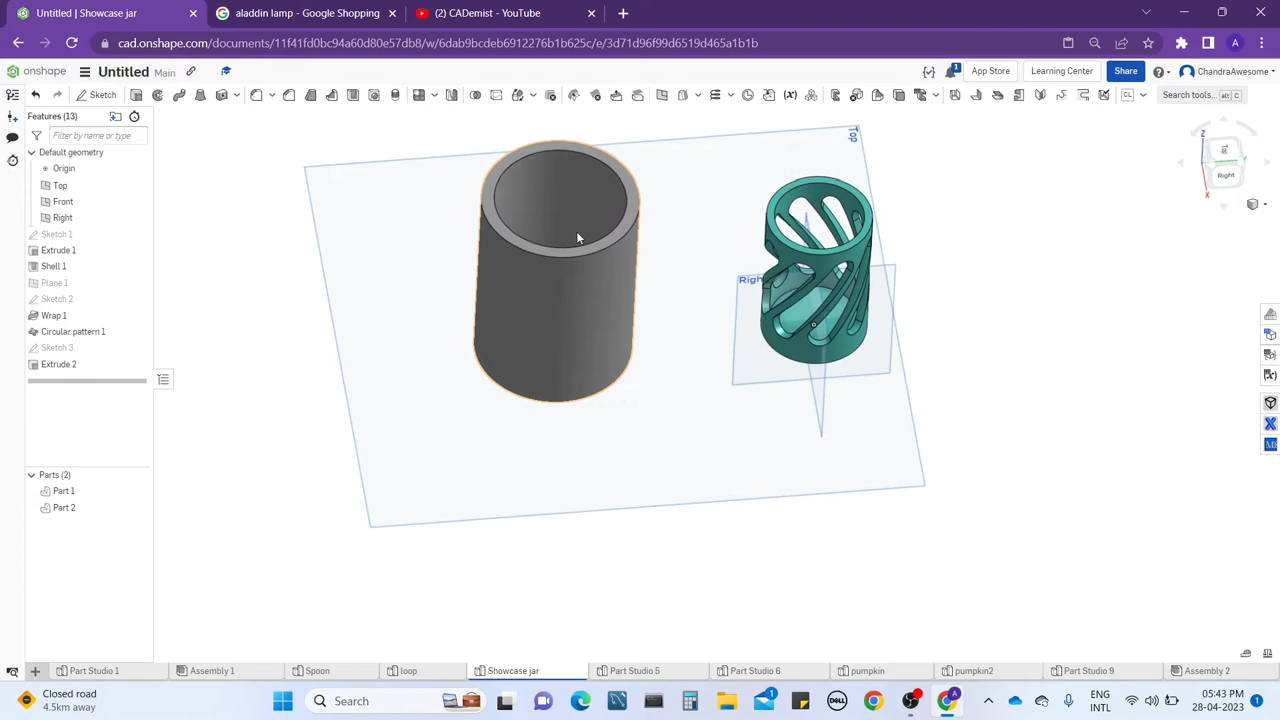 Untitled | Showcase jar
aladdin lamp - Google Shopping
(2) CADemist - YouTube
cad.onshape.com/documents/11f41fd0bc94a60d80e57db8/w/6dab9bcdeb6912276b1b625c/e/3d71d96f99d6519d465a1b1b
A
onshape
Untitled
Main
1
App Store
Learning Center
Share
ChandraAwesome
Sketch
Search tools...
alt C
Features (13)
Filter by name or type
Default geometry
Origin
Top
Front
Right
Sketch 1
Extrude 1
Shell 1
Plane 1
Sketch 2
Wrap 1
Circular pattern 1
Sketch 3
Extrude 2
Parts (2)
Part 1
Part 2
Top
Right
Z
Right
X
Part Studio 1
Assembly 1
Spoon
loop
Showcase jar
Part Studio 5
Part Studio 6
pumpkin
pumpkin2
Part Studio 9
Assembly 2
Closed road
4.5km away
Search
1
DELL
A
ENG
INTL
05:43 PM
28-04-2023
1